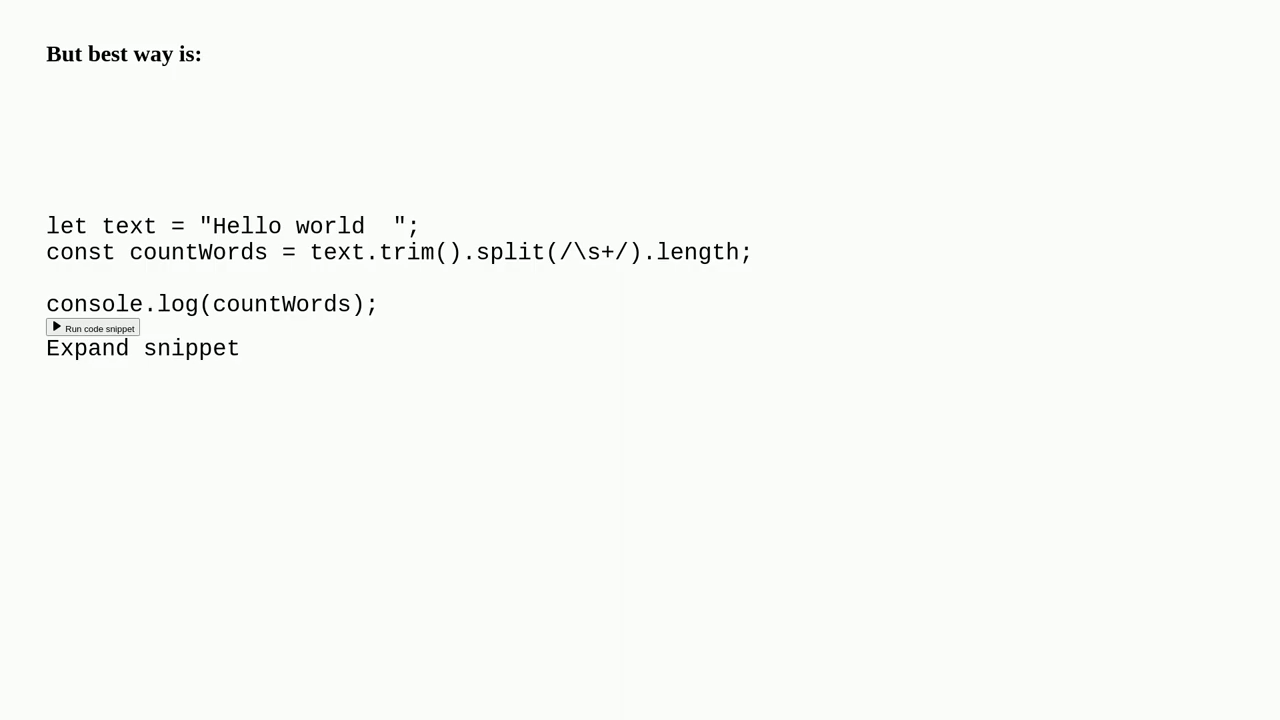 But best way is:
let text = "Hello world  ";
const countWords = text.trim().split(/\s+/).length;
console.log(countWords);
Run code snippet
Expand snippet